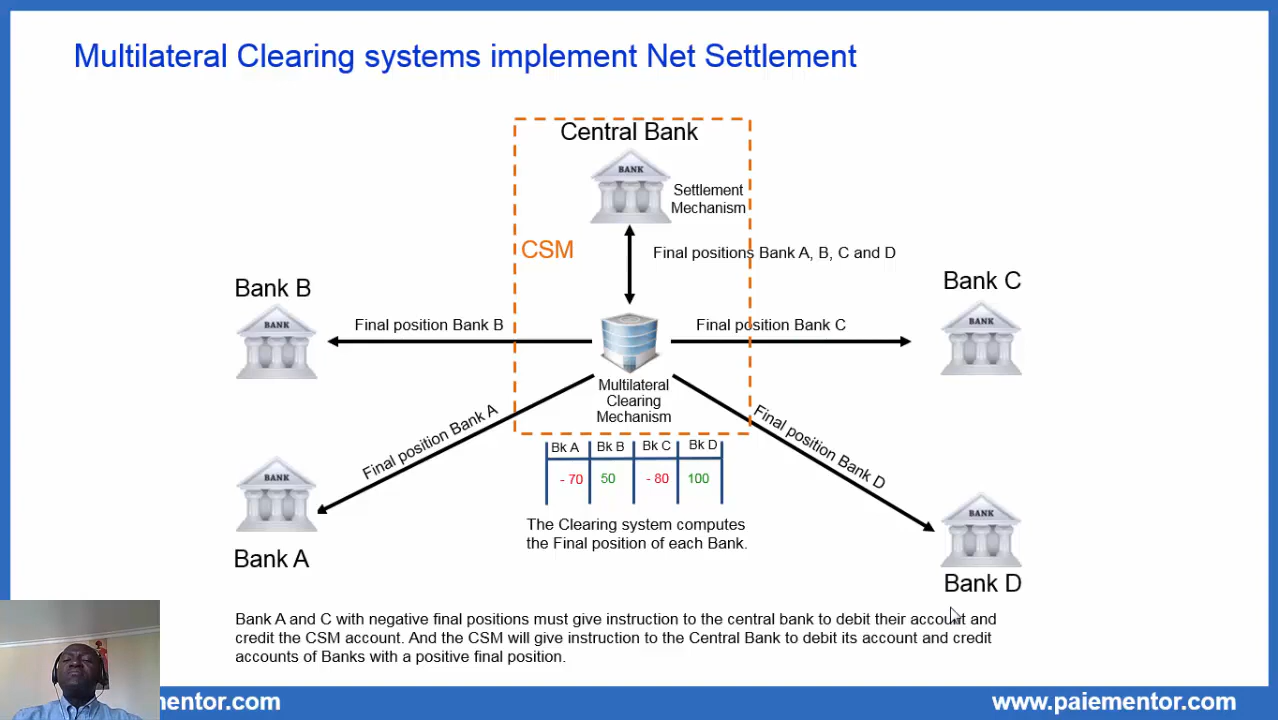 Multilateral Clearing systems implement Net Settlement
Central Bank
BANK
Settlement
Mechanism
CSM
Final positions Bank A, B, C and D
Bank B
BANK
Final position Bank B
Final position Bank C
Bank C
BANK
Multilateral
Clearing
Mechanism
Final position Bank A
Final position Bank D
Bk A Bk B Bk C Bk D
- 70 50 - 80 100
BANK
Bank A
The Clearing system computes
the Final position of each Bank.
BANK
Bank D
Bank A and C with negative final positions must give instruction to the central bank to debit their account and
credit the CSM account. And the CSM will give instruction to the Central Bank to debit its account and credit
accounts of Banks with a positive final position.
mentor.com
www.paiementor.com